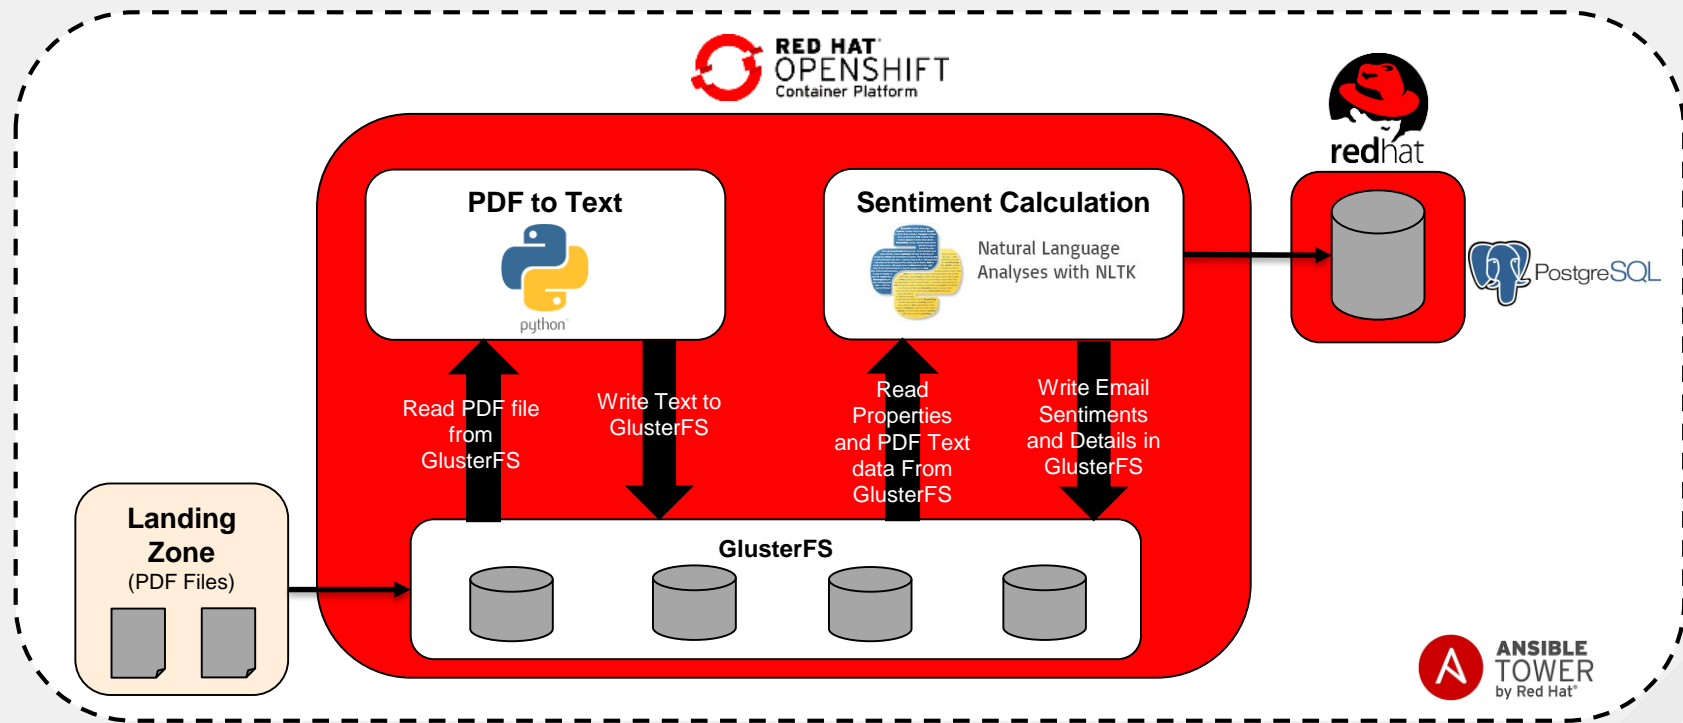 RED HAT
OPENSHIFT
Container Platform
redhat
PDF to Text
python
Sentiment Calculation
Natural Language
Analyses with NLTK
PostgreSQL
Read PDF file
from
GlusterFS
Write Text to
GlusterFS
Read
Properties
and PDF Text
data From
GlusterFS
Write Email
Sentiments
and Details in
GlusterFS
Landing
Zone
(PDF Files)
GlusterFS
A
ANSIBLE
TOWER
by Red Hat